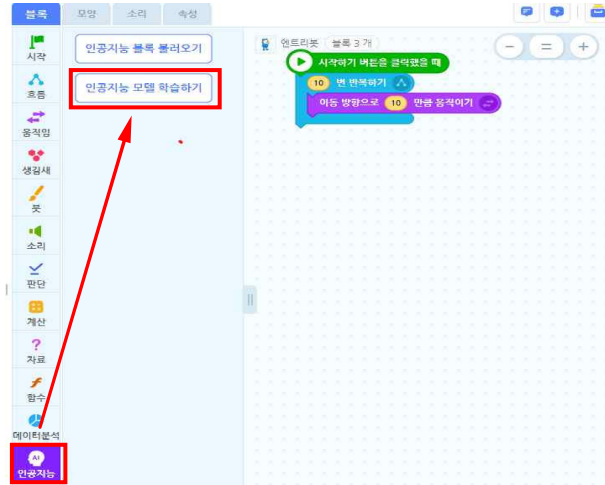 블록 모양 소리 속성
시작
흐름
움직임
생김새
붓
소리
판단
계산
자료
함수
데이터분석
AI
인공지능
인공지능 블록 불러오기
인공지능 모델 학습하기
엔트리봇 블록 3 개
시작하기 버튼을 클릭했을 때
10 번 반복하기
이동 방향으로 10 만큼 움직이기